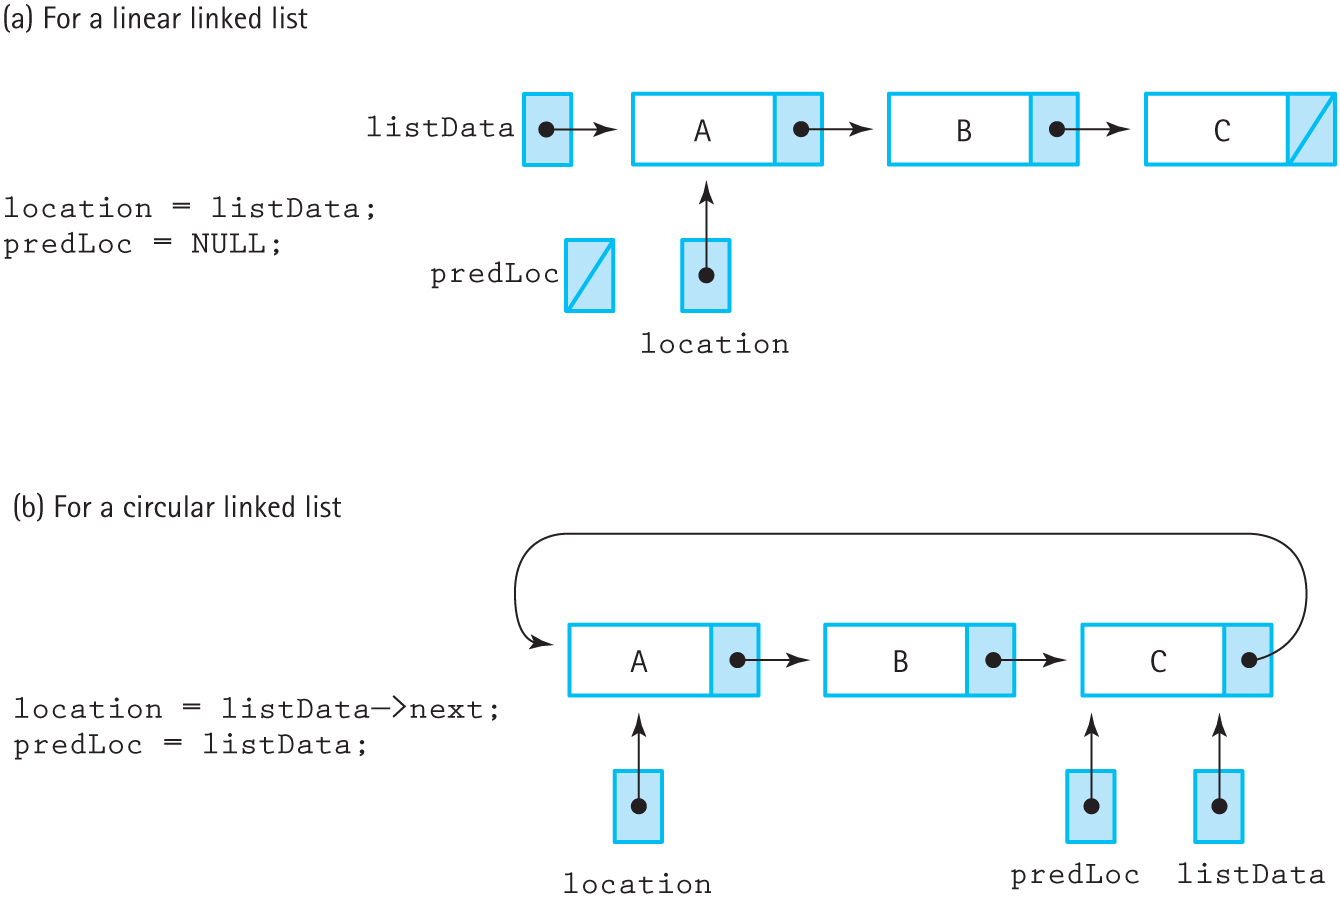 (a) For a linear linked list
listData
A
B
C
location = listData;
predLoc = NULL;
predLoc
location
(b) For a circular linked list
A
B
C
location = listData—>next;
predLoc = listData;
location
predLoc
listData